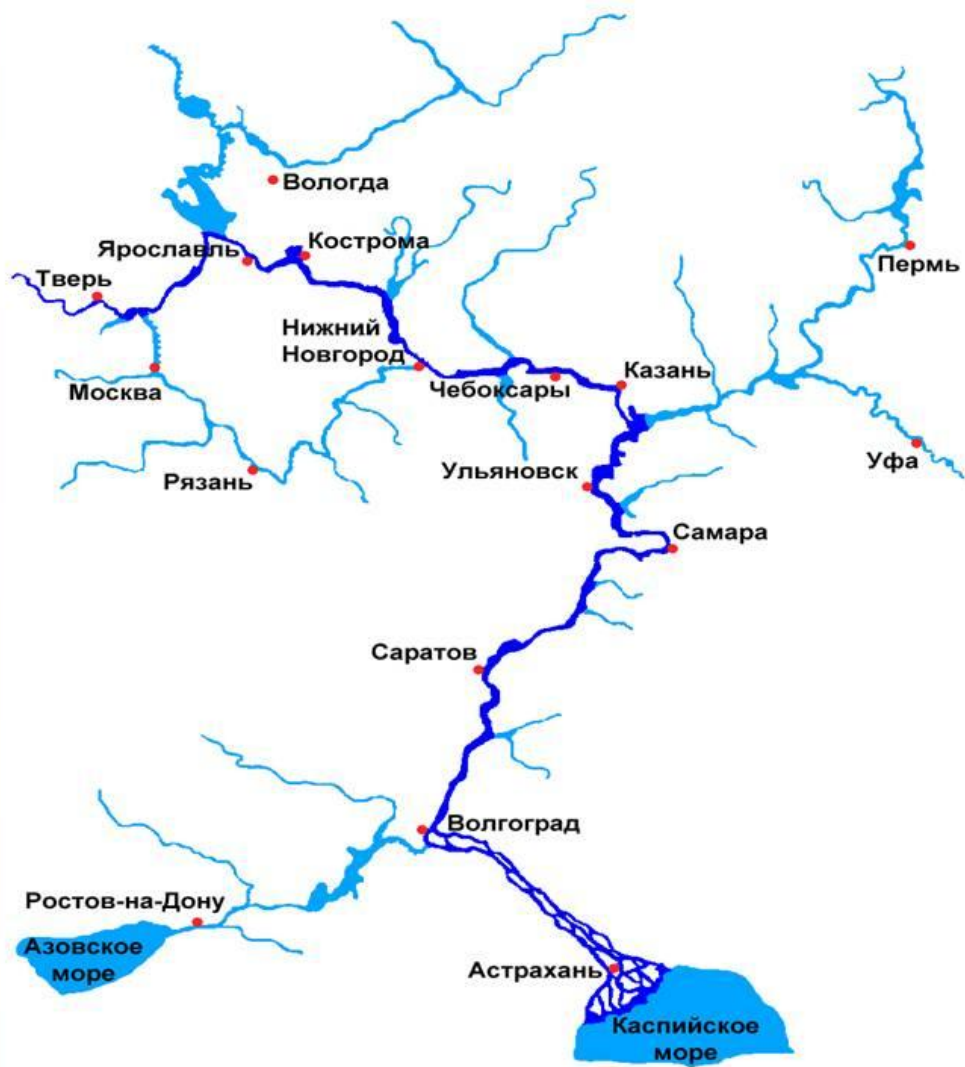 Вологда
Кострома
Ярославль
Тверь
Пермь
Нижний
Новгород
Казань
Чебоксары
Москва
Уфа
Ульяновск
Рязань
Самара
Саратов
Волгоград
Ростов-на-Дону
Азовское
море
Астрахань
Каспийское
море